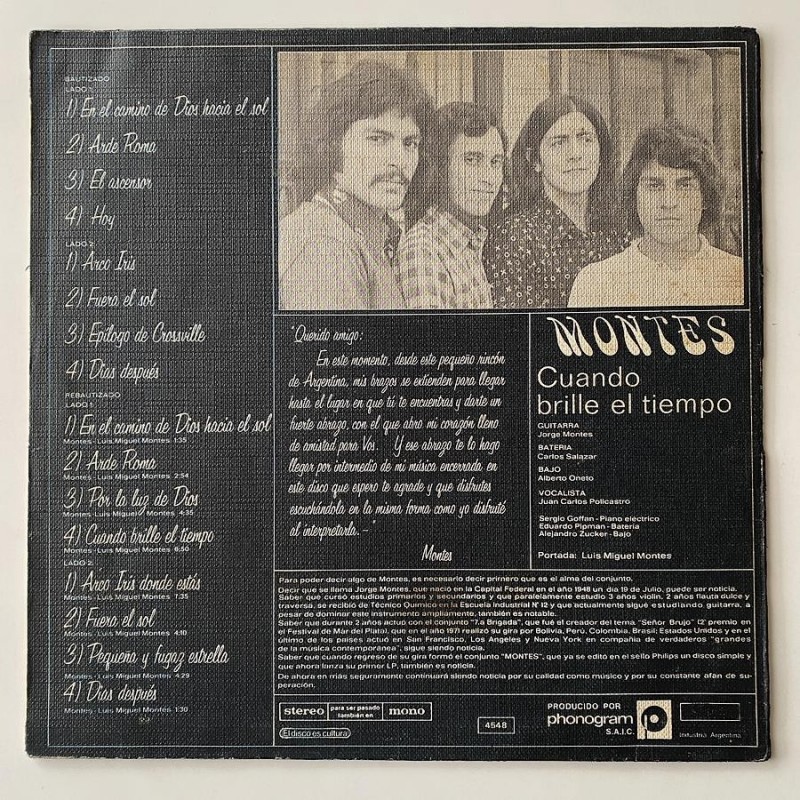 BAUTIZADO
LADO 1:
1) En el camino de Dios hacia el sol
2) Arde Roma
3) El ascensor
4) Hoy
LADO 2:
1) Arco Iris
2) Fuera el sol
3) Epílogo de Crossville
4) Dias después
REBAUTIZADO
LADO 1:
1) En el camino de Dios hacia el sol
Montes - Luis Miguel Montes 1:35
2) Arde Roma
Montes - Luis Miguel Montes 2:54
3) Por la luz de Dios
Montes - Luis Miguel Montes 4:35
4) Cuando brille el tiempo
Montes - Luis Miguel Montes 6:50
LADO 2:
1) Arco Iris donde estás
Montes - Luis Miguel Montes 7:35
2) Fuera el sol
Montes - Luis Miguel Montes 4:10
3) Pequeña y fugaz estrella
Montes - Luis Miguel Montes 4:29
4) Dias después
Montes - Luis Miguel Montes 1:30
"Querido amigo:
En este momento, desde este pequeño rincón
de Argentina, mis brazos se extienden para llegar
hasta el lugar en que tú te encuentras y darte un
fuerte abrazo, con el que abro mi corazón lleno
de amistad para Vos. Y ese abrazo te lo hago
llegar por intermedio de mi música encerrada en
este disco que espero te agrade y que disfrutes
escuchándola en la misma forma como yo disfruté
al interpretarla.-"
Montes
MONTES
Cuando
brille el tiempo
GUITARRA
Jorge Montes
BATERIA
Carlos Salazar
BAJO
Alberto Oneto
VOCALISTA
Juan Carlos Policastro
Sergio Goffan - Piano eléctrico
Eduardo Pipman - Batería
Alejandro Zucker - Bajo
Portada: Luis Miguel Montes
Para poder decir algo de Montes, es necesario decir primero que es el alma del conjunto.
Decir que se llama Jorge Montes, que nació en la Capital Federal en el año 1948 un dia 19 de Julio, puede ser noticia.
Saber que cursó estudios primarios y secundarios y que paralelamente estudio 3 años violín, 2 años flauta dulce y
traversa, se recibió de Técnico Químico en la Escuela Industrial Nº 12 y que actualmente sigue estudiando guitarra, a
pesar de dominar este instrumento ampliamente, también es notable.
Saber que durante 2 años actuó con el conjunto "7.a Brigada", que fué el creador del tema "Señor Brujo" (2º premio en
el Festival de Mar del Plata), que en el año 1971 realizó su gira por Bolivia, Perú, Colombia, Brasil; Estados Unidos y en el
último de los paises actuó en San Francisco, Los Angeles y Nueva York en compañia de verdaderos "grandes
de la música contemporánea", sigue siendo noticia.
Saber que cuando regreso de su gira formó el conjunto "MONTES", que ya se editó en el sello Philips un disco simple y
que ahora lanza su primer LP, también es noticia.
De ahora en más seguramente continuará siendo noticia por su calidad como músico y por su constante afán de su-
peración.
stereo para ser pasado también en mono
El disco es cultura
4548
PRODUCIDO POR
phonogram
S.A.I.C.
p
Industria Argentina